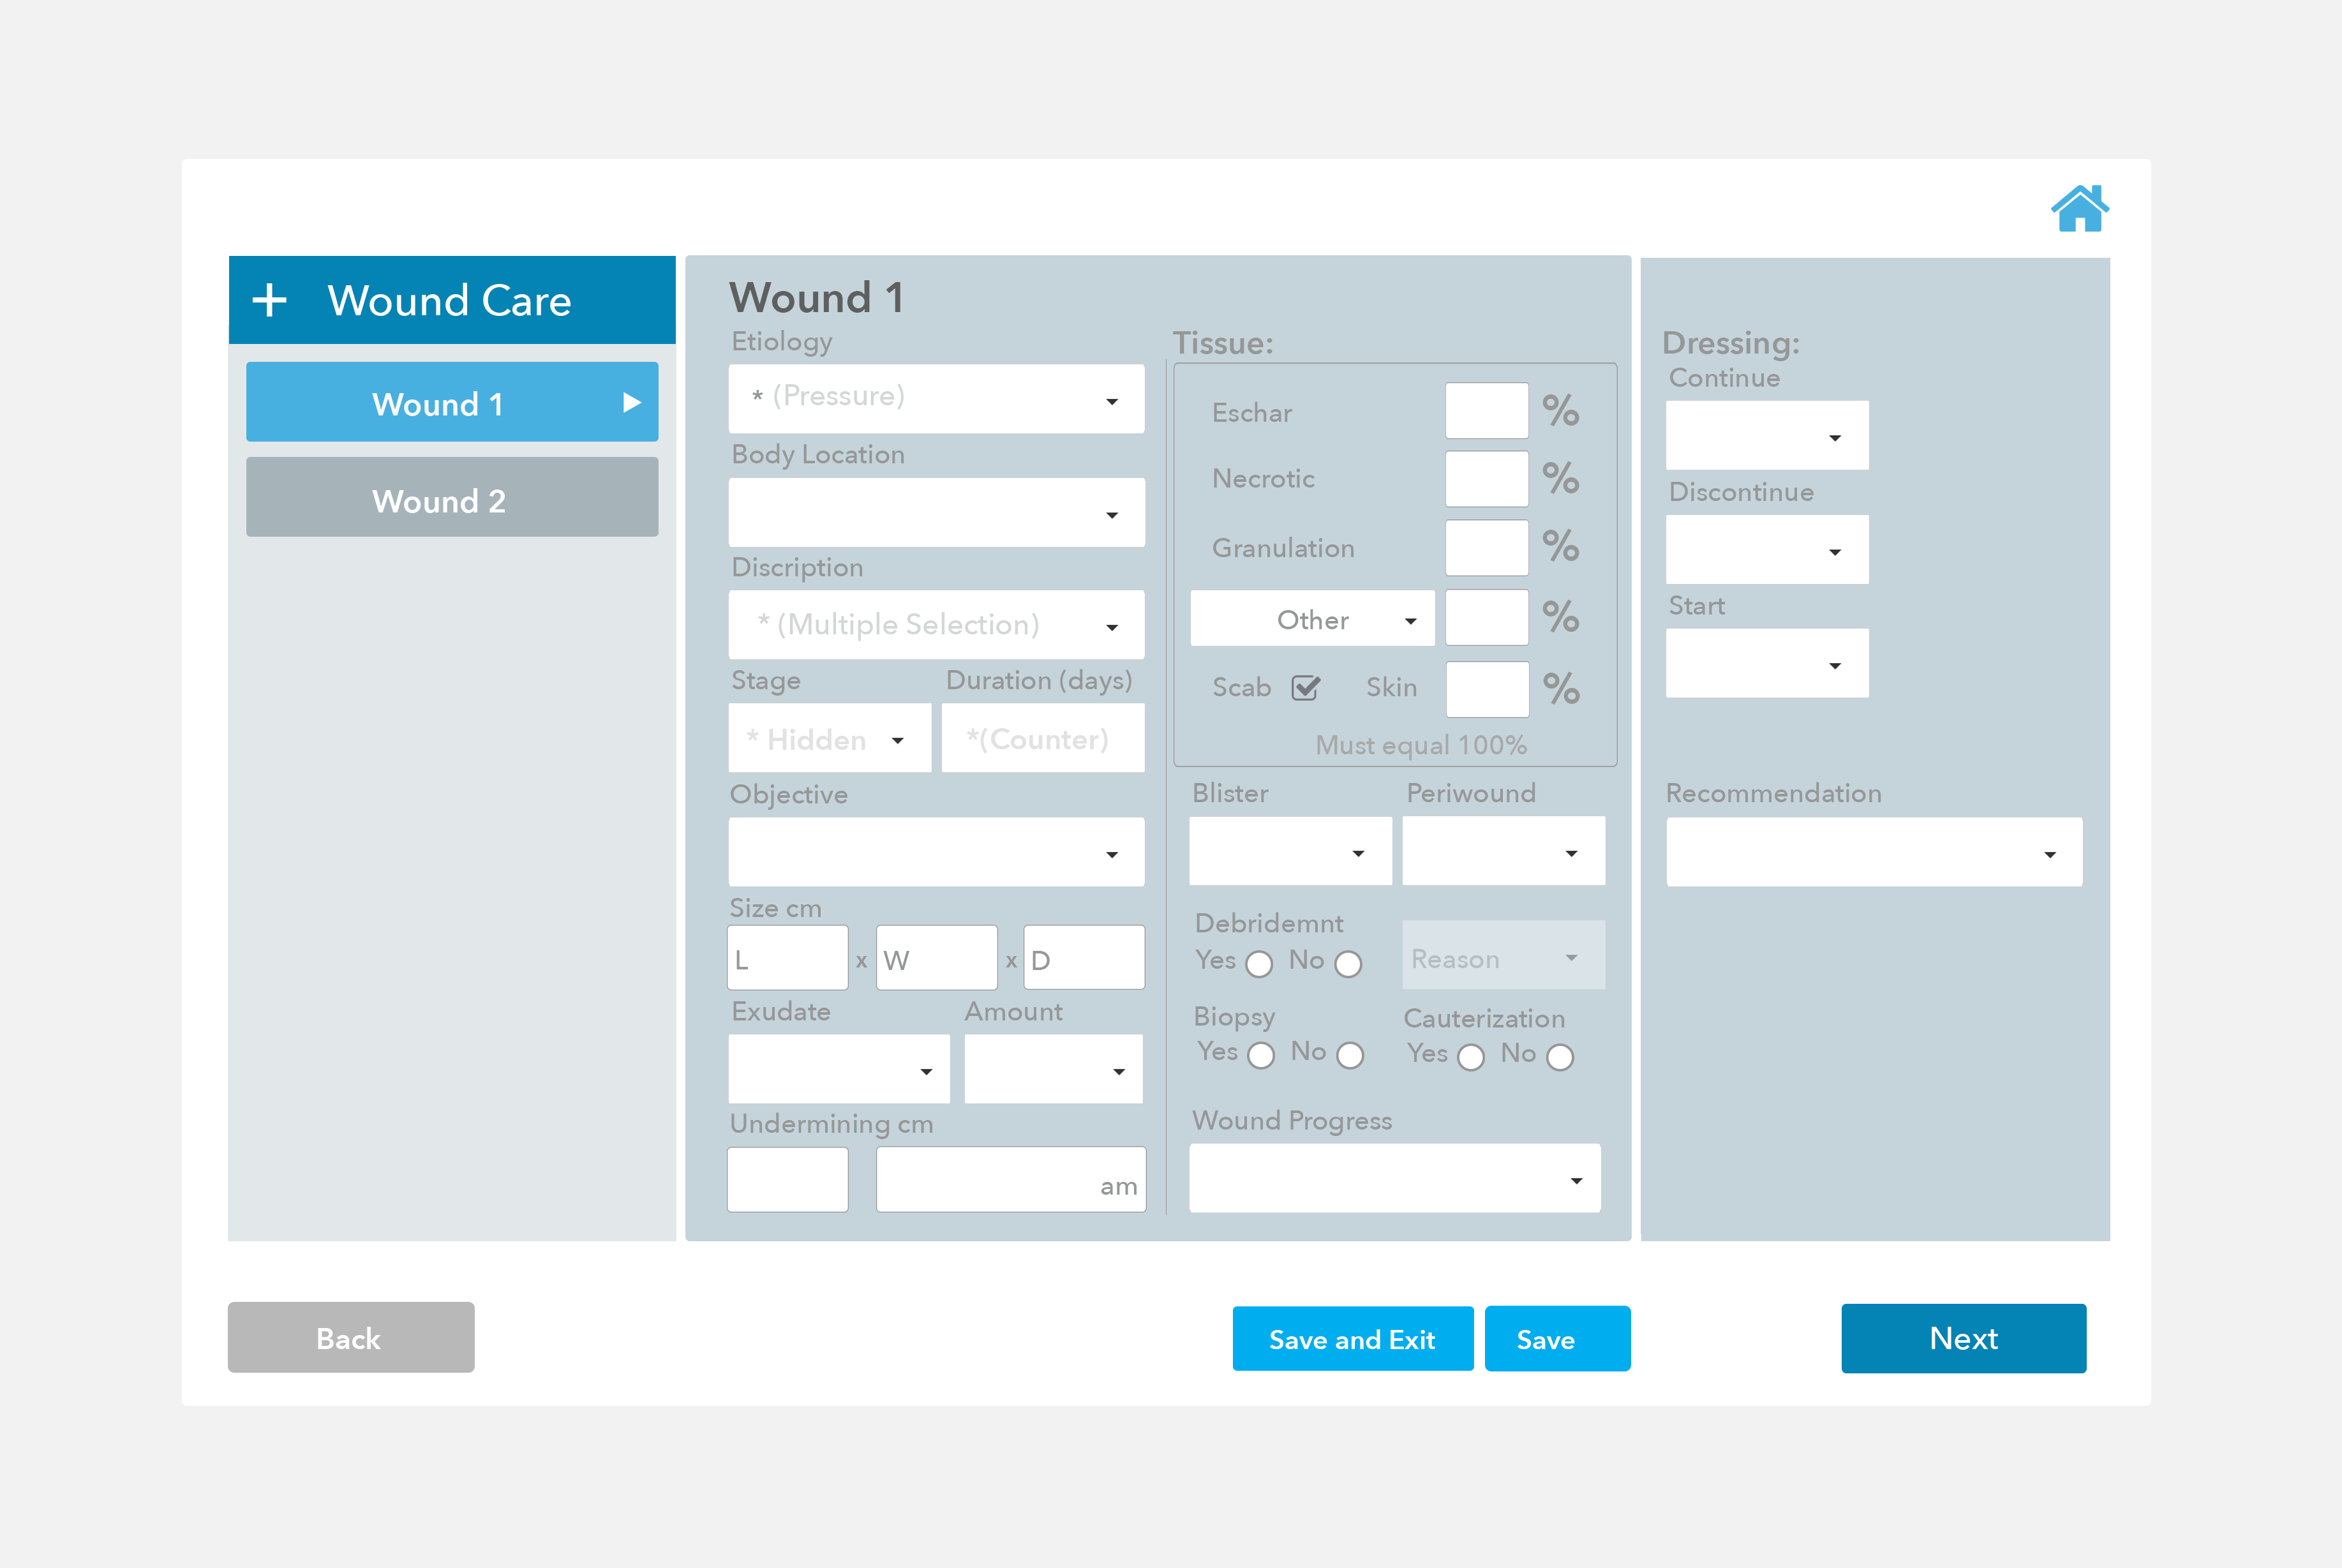 + Wound Care
Wound 1
Wound 2
Wound 1
Etiology
* (Pressure)
Body Location
Discription
* (Multiple Selection)
Stage Duration (days)
* Hidden *(Counter)
Objective
Size cm
L x W x D
Exudate Amount
Undermining cm
am
Tissue:
Eschar %
Necrotic %
Granulation %
Other %
Scab Skin %
Must equal 100%
Blister Periwound
Debridemnt
Yes No Reason
Biopsy Cauterization
Yes No Yes No
Wound Progress
Dressing:
Continue
Discontinue
Start
Recommendation
Back Save and Exit Save Next